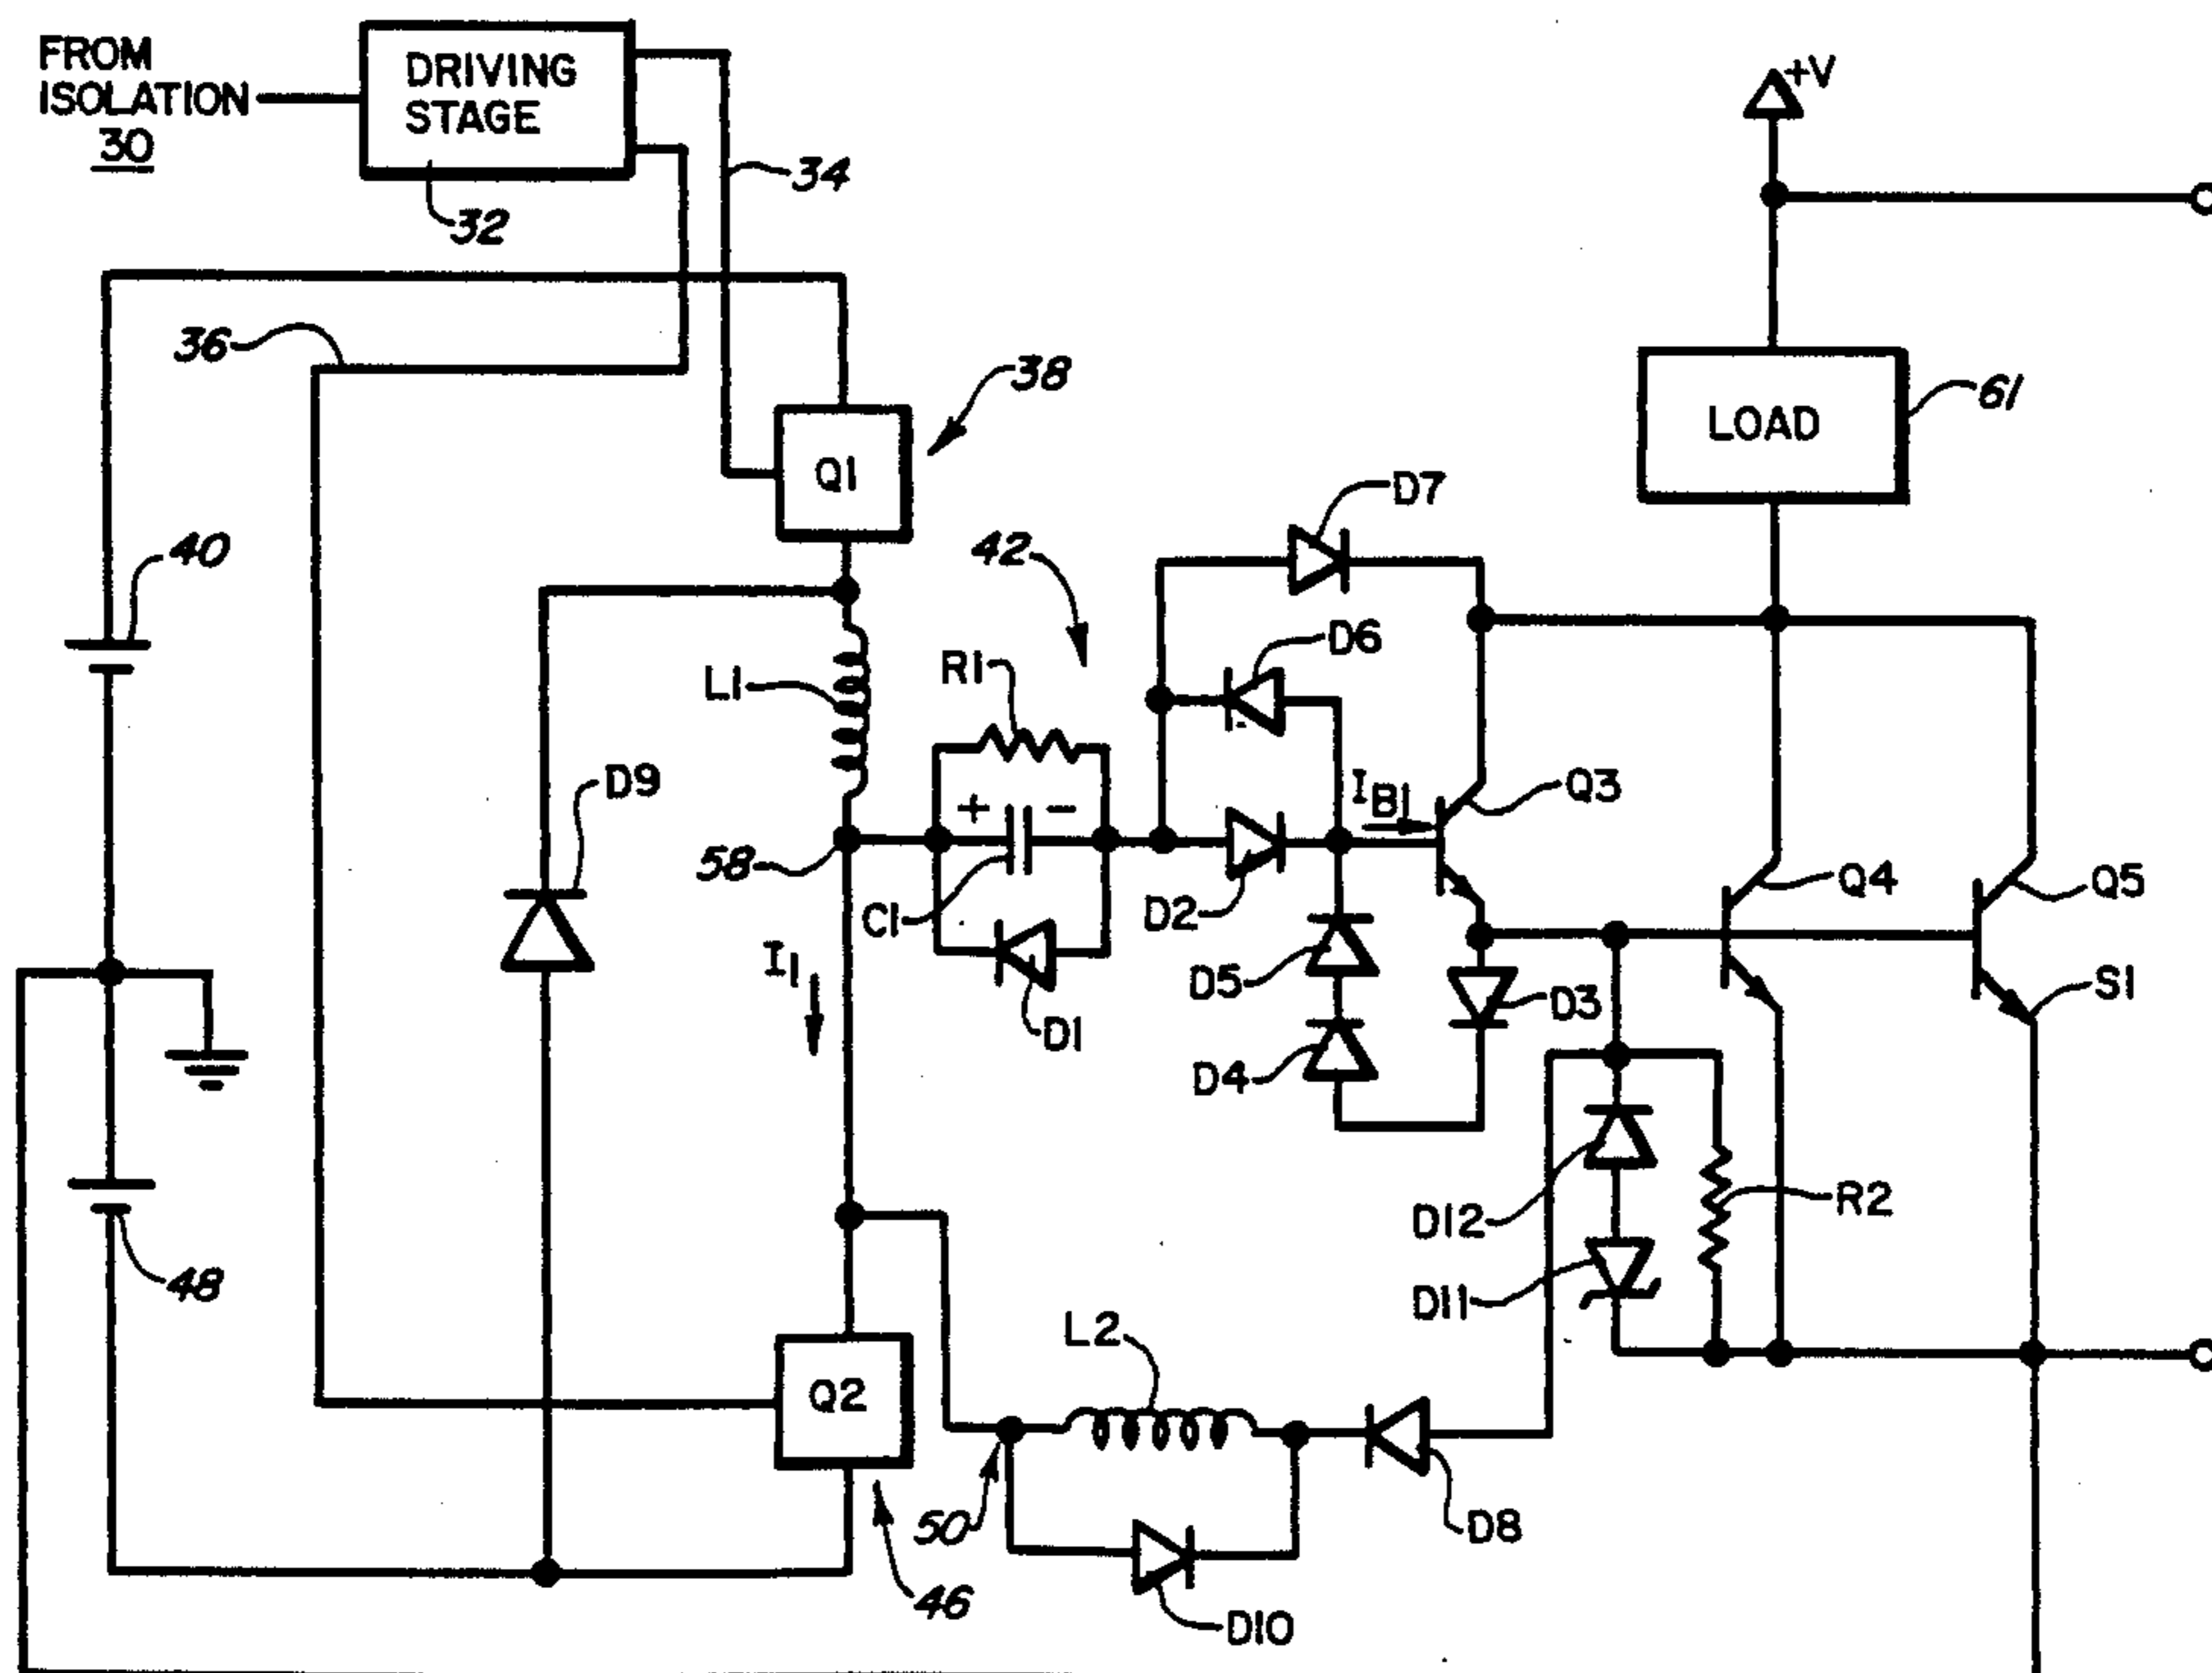 FROM
ISOLATION
30
DRIVING
STAGE
32
34
+V
36
38
61
LOAD
Q1
D7
40
42
D6
R1
L1
D9
+
−
I B1
Q3
58
C1
D2
Q4
Q5
I1
D1
D5
D3
S1
D4
D12
R2
48
D11
L2
Q2
50
D8
46
D10